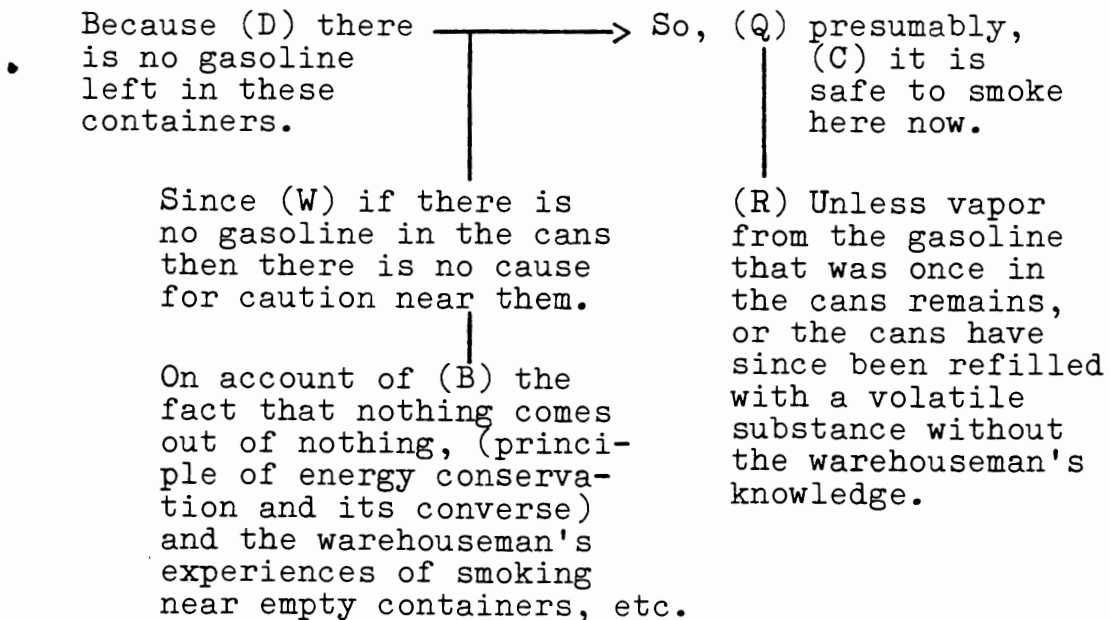 Because (D) there
is no gasoline
left in these
containers.
So, (Q) presumably,
(C) it is
safe to smoke
here now.
Since (W) if there is
no gasoline in the cans
then there is no cause
for caution near them.
(R) Unless vapor
from the gasoline
that was once in
the cans remains,
or the cans have
since been refilled
with a volatile
substance without
the warehouseman's
knowledge.
On account of (B) the
fact that nothing comes
out of nothing, (princi-
ple of energy conserva-
tion and its converse)
and the warehouseman's
experiences of smoking
near empty containers, etc.